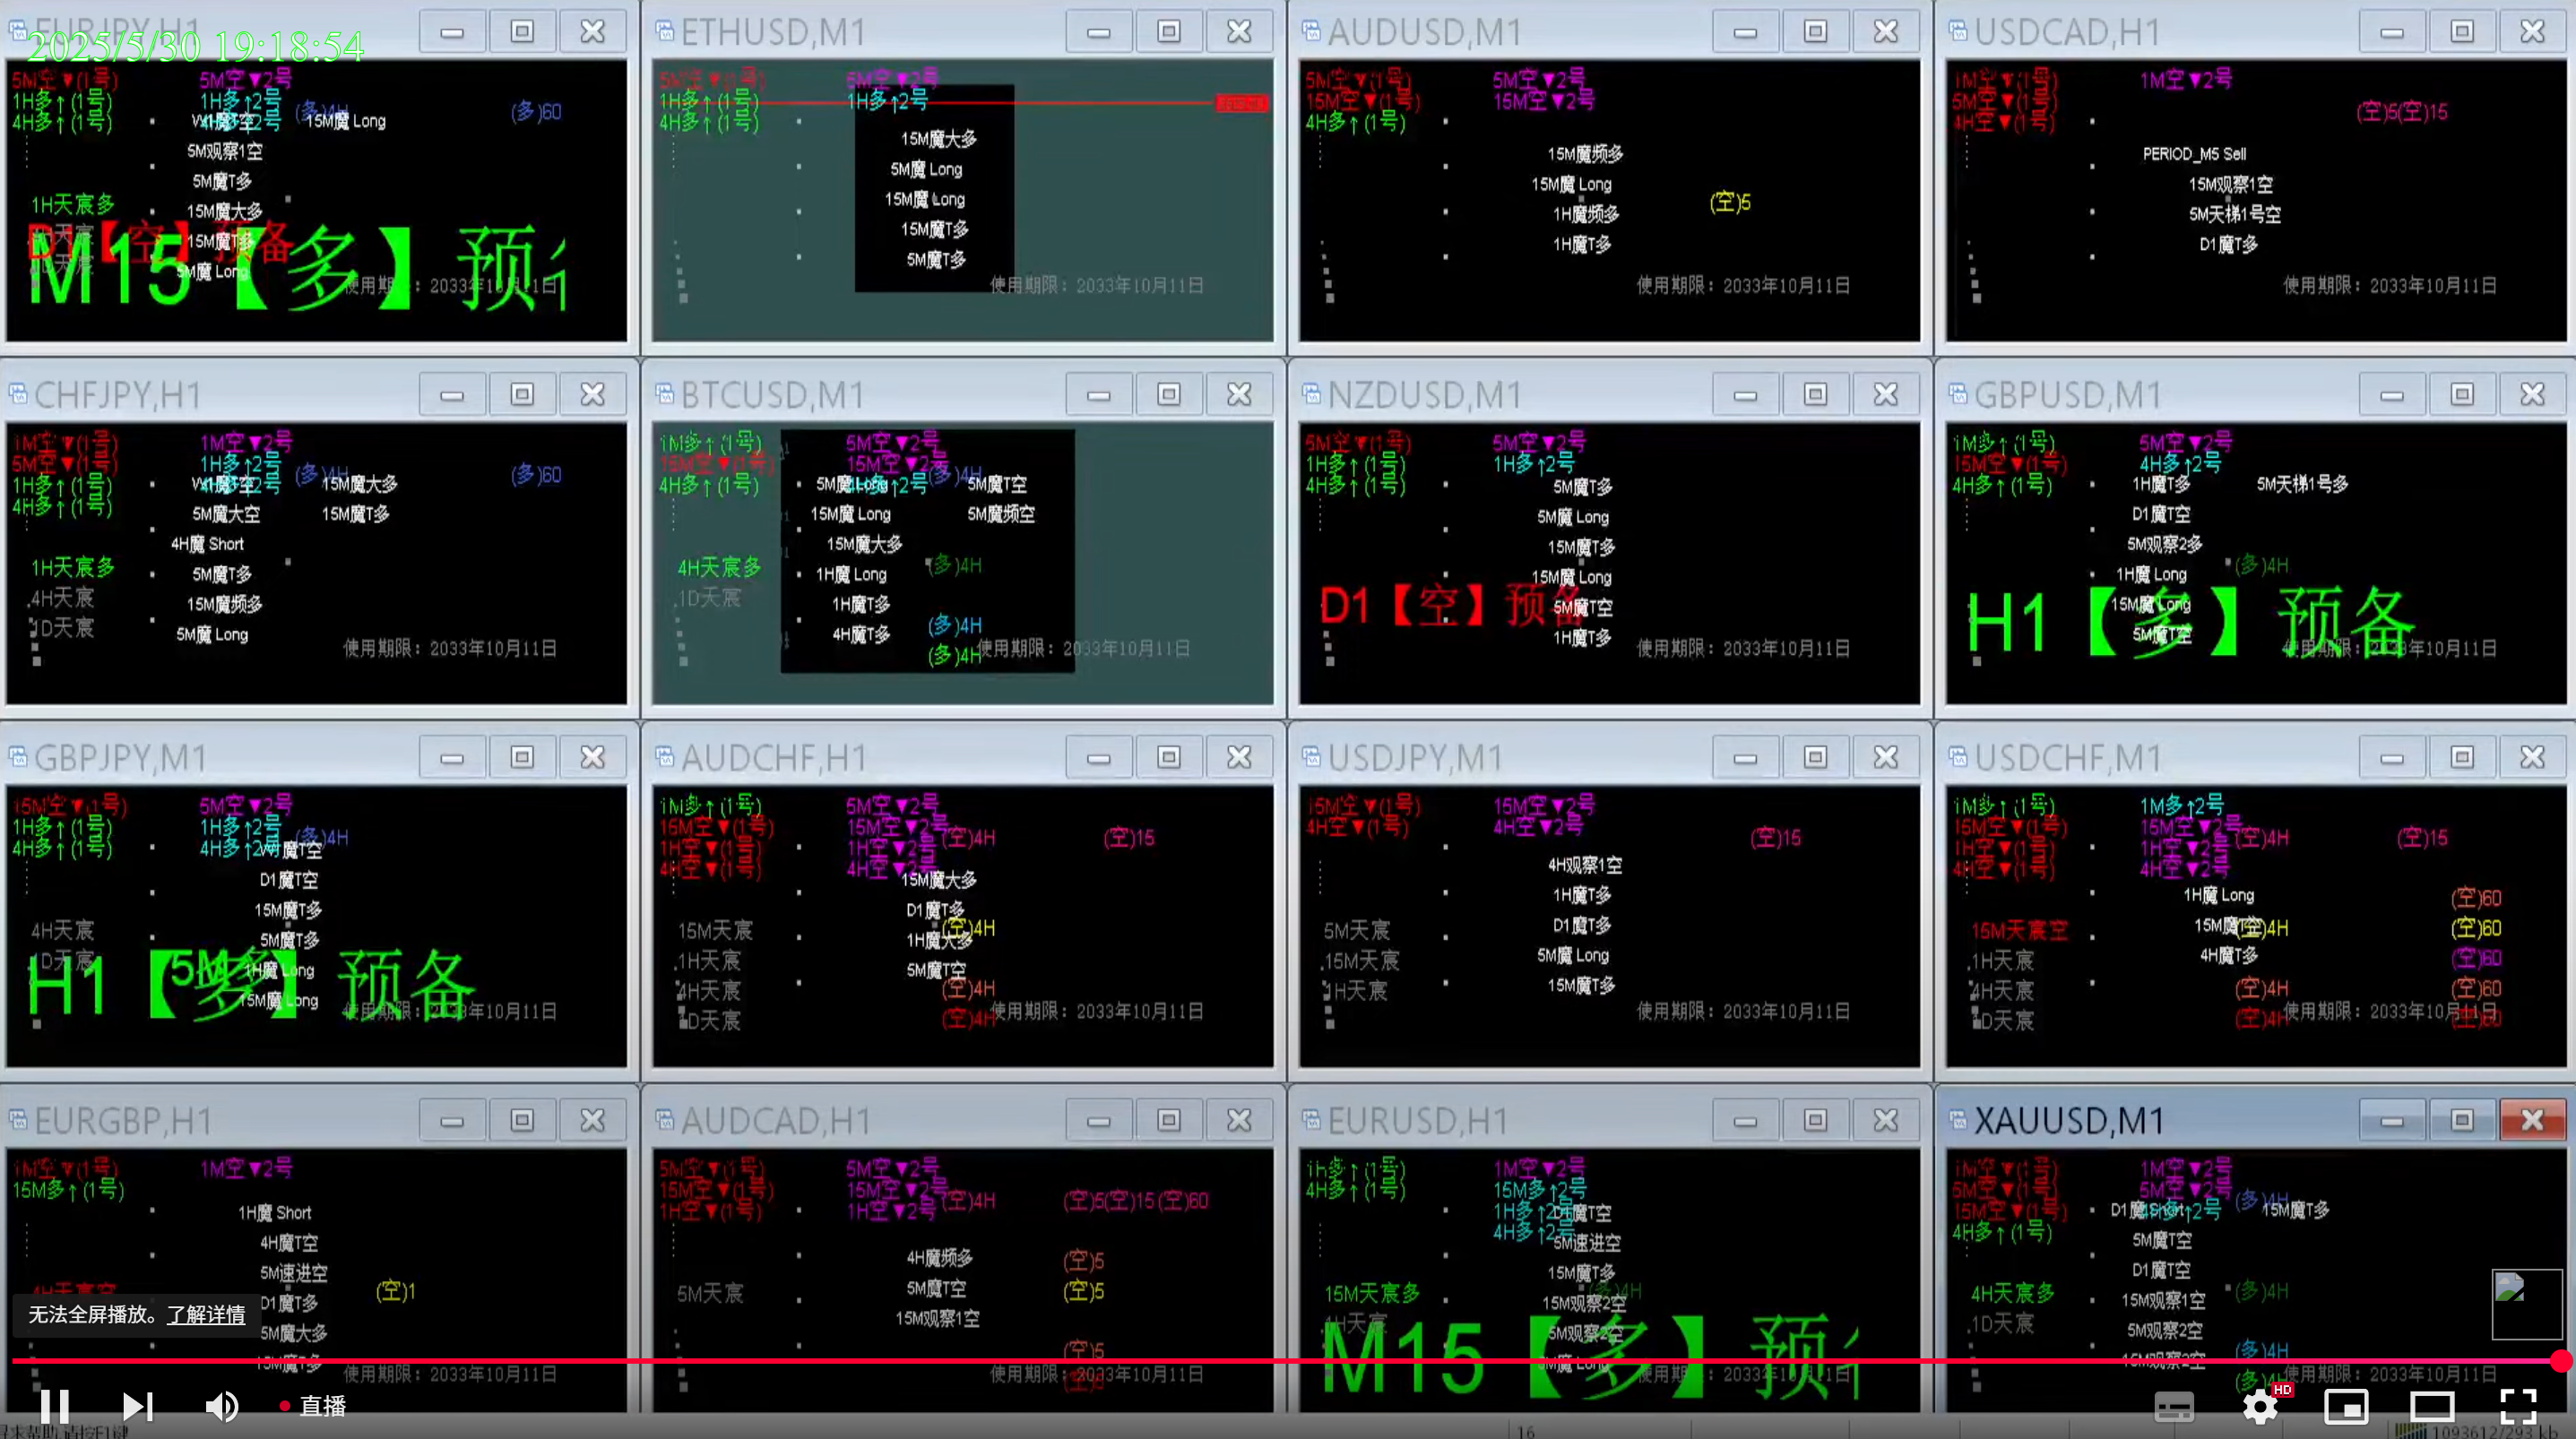 EURJPY,H1
2025/5/30 19:18:54
5M空▼(1号) 5M空▼2号
1H多↑(1号) 1H多↑2号 (多)4H (多)60
4H多↑(1号) 4H多↑2号 15M魔 Long
5M观察1空
5M魔T多
1H天宸多 15M魔大多
15M魔T多
5M魔 Long
M15【多】预
使用期限：2033年10月11日
ETHUSD,M1
5M空▼(1号) 5M空▼2号
1H多↑(1号) 1H多↑2号
4H多↑(1号)
15M魔大多
5M魔 Long
15M魔 Long
15M魔T多
5M魔T多
使用期限：2033年10月11日
AUDUSD,M1
5M空▼(1号) 5M空▼2号
15M空▼(1号) 15M空▼2号
4H多↑(1号)
15M魔频多
15M魔 Long
(空)5
1H魔频多
1H魔T多
使用期限：2033年10月11日
USDCAD,H1
1M空▼(1号) 1M空▼2号
5M空▼(1号) (空)5(空)15
4H空▼(1号)
PERIOD_M5 Sell
15M观察1空
5M天梯1号空
D1魔T多
使用期限：2033年10月11日
CHFJPY,H1
1M空▼(1号) 1M空▼2号
5M空▼(1号) 1H多↑2号 (多)4H (多)60
1H多↑(1号) 4H多↑2号 15M魔大多
4H多↑(1号)
5M魔大空 15M魔T多
4H魔 Short
1H天宸多 5M魔T多
4H天宸 15M魔频多
1D天宸 5M魔 Long
使用期限：2033年10月11日
BTCUSD,M1
1M多↑(1号) 5M空▼2号
15M空▼(1号) 15M空▼2号 (多)4H
4H多↑(1号) 5M魔 Long 4H多↑2号 5M魔T空
15M魔 Long 5M魔频空
15M魔大多
4H天宸多 1H魔 Long (多)4H
1D天宸 1H魔T多
(多)4H
4H魔T多
(多)4H
使用期限：2033年10月11日
NZDUSD,M1
5M空▼(1号) 5M空▼2号
1H多↑(1号) 1H多↑2号
4H多↑(1号) 5M魔T多
5M魔 Long
15M魔T多
15M魔 Long
D1【空】预备
5M魔T空
1H魔T多
使用期限：2033年10月11日
GBPUSD,M1
1M多↑(1号) 5M空▼2号
15M空▼(1号) 4H多↑2号
4H多↑(1号) 1H魔T多 5M天梯1号多
D1魔T空
5M观察2多
(多)4H
1H魔 Long
15M魔 Long
H1【多】预备
5M魔T空
使用期限：2033年10月11日
GBPJPY,M1
15M空▼(1号) 5M空▼2号
1H多↑(1号) 1H多↑2号 (多)4H
4H多↑(1号) 4H多↑2号 魔T空
D1魔T空
15M魔T多
4H天宸 5M魔T多
1D天宸 1H魔 Long
H1【多】预备
15M魔 Long
使用期限：2033年10月11日
AUDCHF,H1
1M多↑(1号) 5M空▼2号
15M空▼(1号) 15M空▼2号 (空)4H (空)15
1H空▼(1号) 1H空▼2号
4H空▼(1号) 4H空▼2号
15M魔大多
D1魔T多
15M天宸 (空)4H
1H天宸 1H魔大多
5M魔T空
4H天宸 (空)4H
1D天宸 (空)4H
使用期限：2033年10月11日
USDJPY,M1
15M空▼(1号) 15M空▼2号
4H空▼(1号) 4H空▼2号 (空)15
4H观察1空
1H魔T多
5M天宸 D1魔T多
15M天宸 5M魔 Long
1H天宸 15M魔T多
使用期限：2033年10月11日
USDCHF,M1
1M多↑(1号) 1M多↑2号
15M空▼(1号) 15M空▼2号 (空)4H (空)15
1H空▼(1号) 1H空▼2号
4H空▼(1号) 4H空▼2号
1H魔 Long (空)60
15M天宸空 15M魔T空 (空)4H (空)60
1H天宸 4H魔T多 (空)60
4H天宸 (空)4H (空)60
1D天宸 (空)4H (空)60
使用期限：2033年10月11日
EURGBP,H1
1M空▼(1号) 1M空▼2号
15M多↑(1号)
1H魔 Short
4H魔T空
5M速进空
4H天宸空 D1魔T多 (空)1
5M魔大多
15M魔T多
使用期限：2033年10月11日
AUDCAD,H1
5M空▼(1号) 5M空▼2号
15M空▼(1号) 15M空▼2号 (空)4H (空)5(空)15(空)60
1H空▼(1号) 1H空▼2号
4H魔频多 (空)5
5M天宸 5M魔T空 (空)5
15M观察1空
(空)5
使用期限：2033年10月11日
EURUSD,H1
1h多↑(1号) 1M空▼2号
4H多↑(1号) 15M多↑2号
1H多↑2号 魔T空
4H多↑2号 5M速进空
15M魔T多
15M天宸多 (多)4H
15M观察2空
4H天宸 5M观察2空
M15【多】预
5M魔 Long
使用期限：2033年10月11日
XAUUSD,M1
1M空▼(1号) 1M空▼2号
5M空▼(1号) 5M空▼2号 (多)4H
15M空▼(1号) D1魔 Short 4H多↑2号 15M魔T多
4H多↑(1号) 5M魔T空
D1魔T空
4H天宸多 15M观察1空 (多)4H
1D天宸 5M观察2空
15M观察2空 (多)4H
(多)4H
使用期限：2033年10月11日
无法全屏播放。了解详情
直播
HD
寻求帮助,请按F1键 16 1093612/293 kb